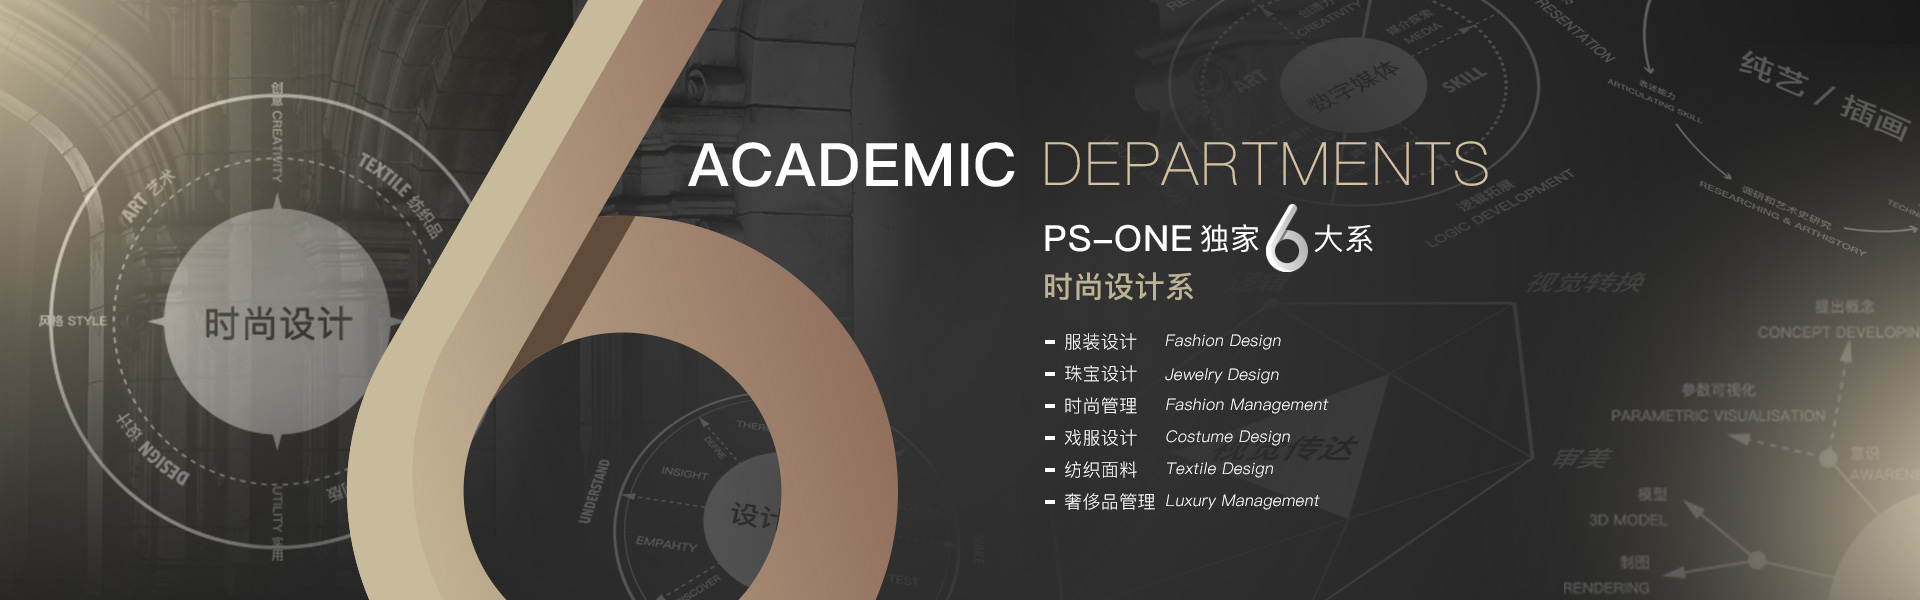 创意 CREATIVITY
TEXTILE 纺织品
ART 艺术
时尚设计
风格 STYLE
DESIGN 设计
UTILITY 实用
6
ACADEMIC DEPARTMENTS
PS-ONE 独家6大系
时尚设计系
服装设计 Fashion Design
珠宝设计 Jewelry Design
时尚管理 Fashion Management
戏服设计 Costume Design
纺织面料 Textile Design
奢侈品管理 Luxury Management
UNDERSTAND
DEFINE
INSIGHT
EMPAHTY
设计
TEST
创造力
CREATIVITY
媒介探索
MEDIA
ART
数字媒体
SKILL
逻辑拓展
LOGIC DEVELOPMENT
纯艺 / 插画
表述能力
ARTICULATING SKILL
调研和艺术史研究
RESEARCHING & ARTHISTORY
视觉转换
视觉传达
审美
提出概念
CONCEPT DEVELOPIN
参数可视化
PARAMETRIC VISUALISATION
意识
模型
3D MODEL
制图
RENDERING